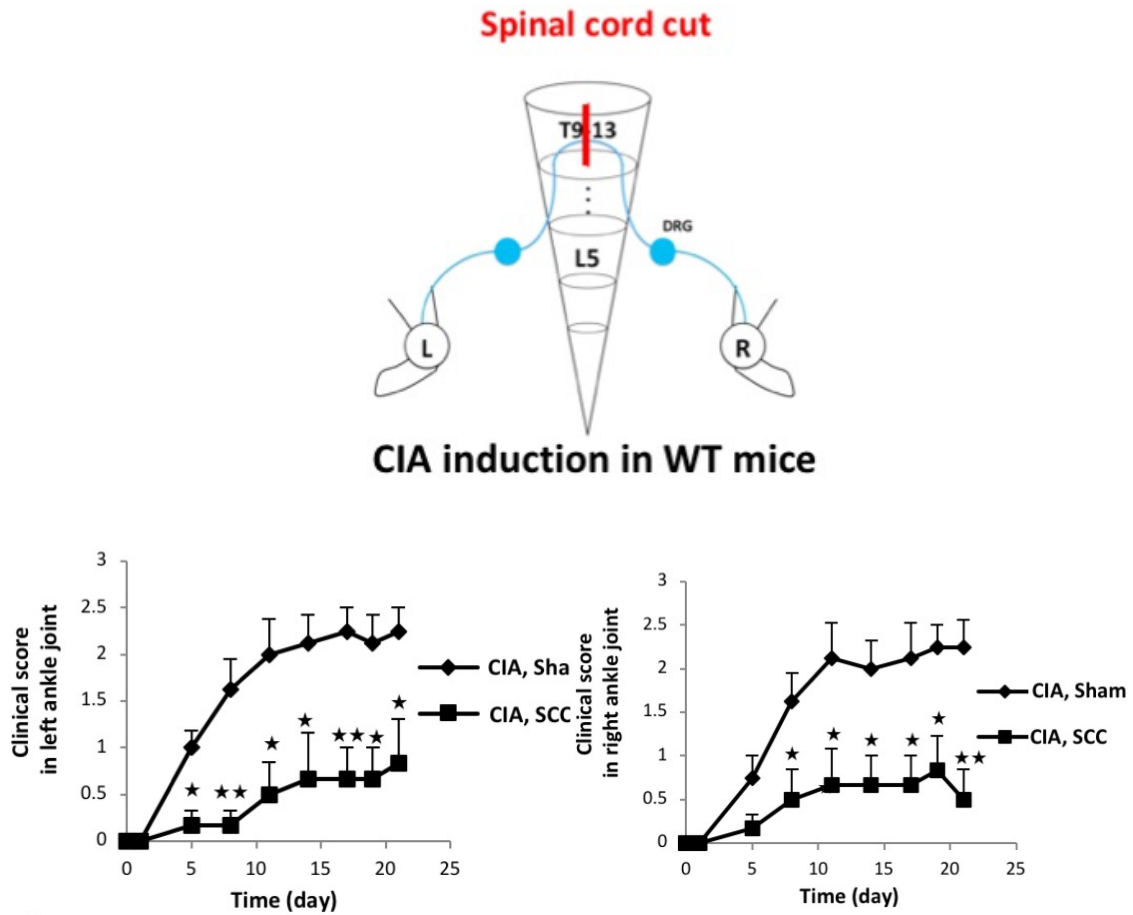 Spinal cord cut
T9-13
DRG
L5
L
R
CIA induction in WT mice
Clinical score
in left ankle joint
3
2.5
2
1.5
1
0.5
0
0 5 10 15 20 25
Time (day)
CIA, Sha
CIA, SCC
★ ★★ ★ ★ ★★ ★ ★
Clinical score
in right ankle joint
3
2.5
2
1.5
1
0.5
0
0 5 10 15 20 25
Time (day)
CIA, Sham
CIA, SCC
★ ★ ★ ★ ★ ★★